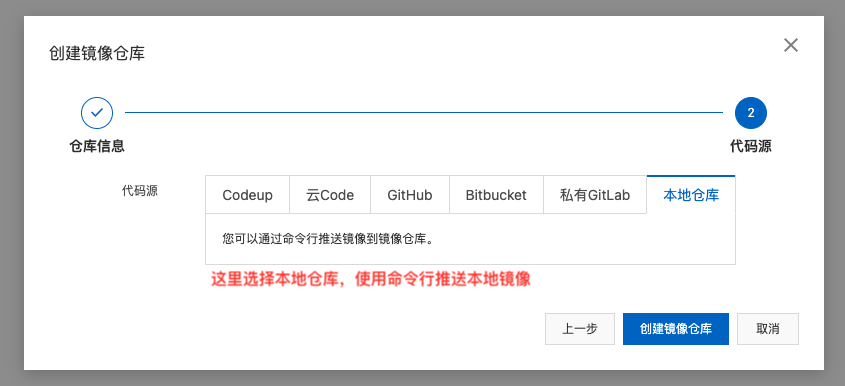 创建镜像仓库
2
仓库信息
代码源
代码源
Codeup
云Code
GitHub
Bitbucket
私有GitLab
本地仓库
您可以通过命令行推送镜像到镜像仓库。
这里选择本地仓库，使用命令行推送本地镜像
上一步
创建镜像仓库
取消